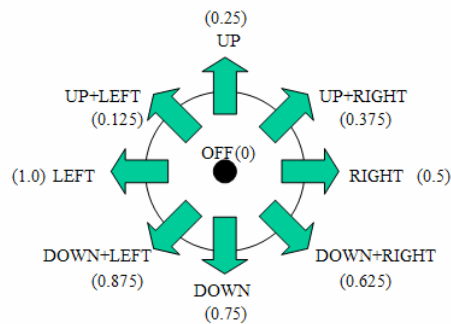 (0.25)
UP
UP+LEFT
(0.125)
UP+RIGHT
(0.375)
OFF(0)
(1.0) LEFT
RIGHT (0.5)
DOWN+LEFT
(0.875)
DOWN+RIGHT
(0.625)
DOWN
(0.75)